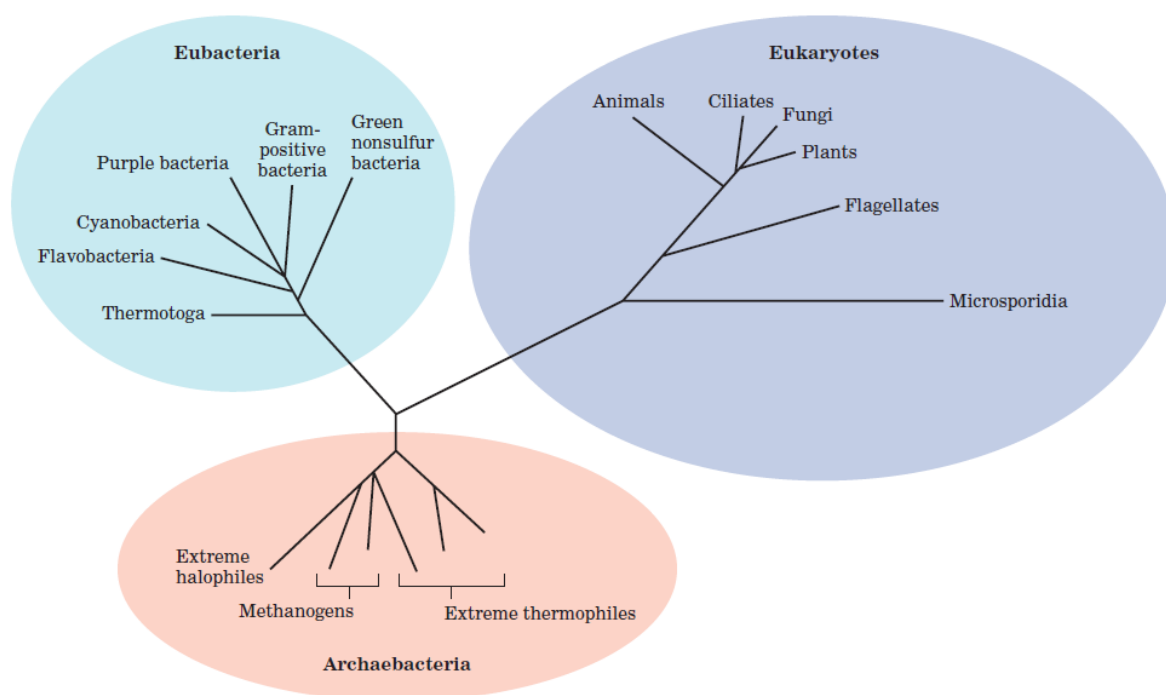 Eubacteria
Eukaryotes
Purple bacteria
Gram-
positive
bacteria
Green
nonsulfur
bacteria
Cyanobacteria
Flavobacteria
Thermotoga
Animals
Ciliates
Fungi
Plants
Flagellates
Microsporidia
Extreme
halophiles
Methanogens
Extreme thermophiles
Archaebacteria